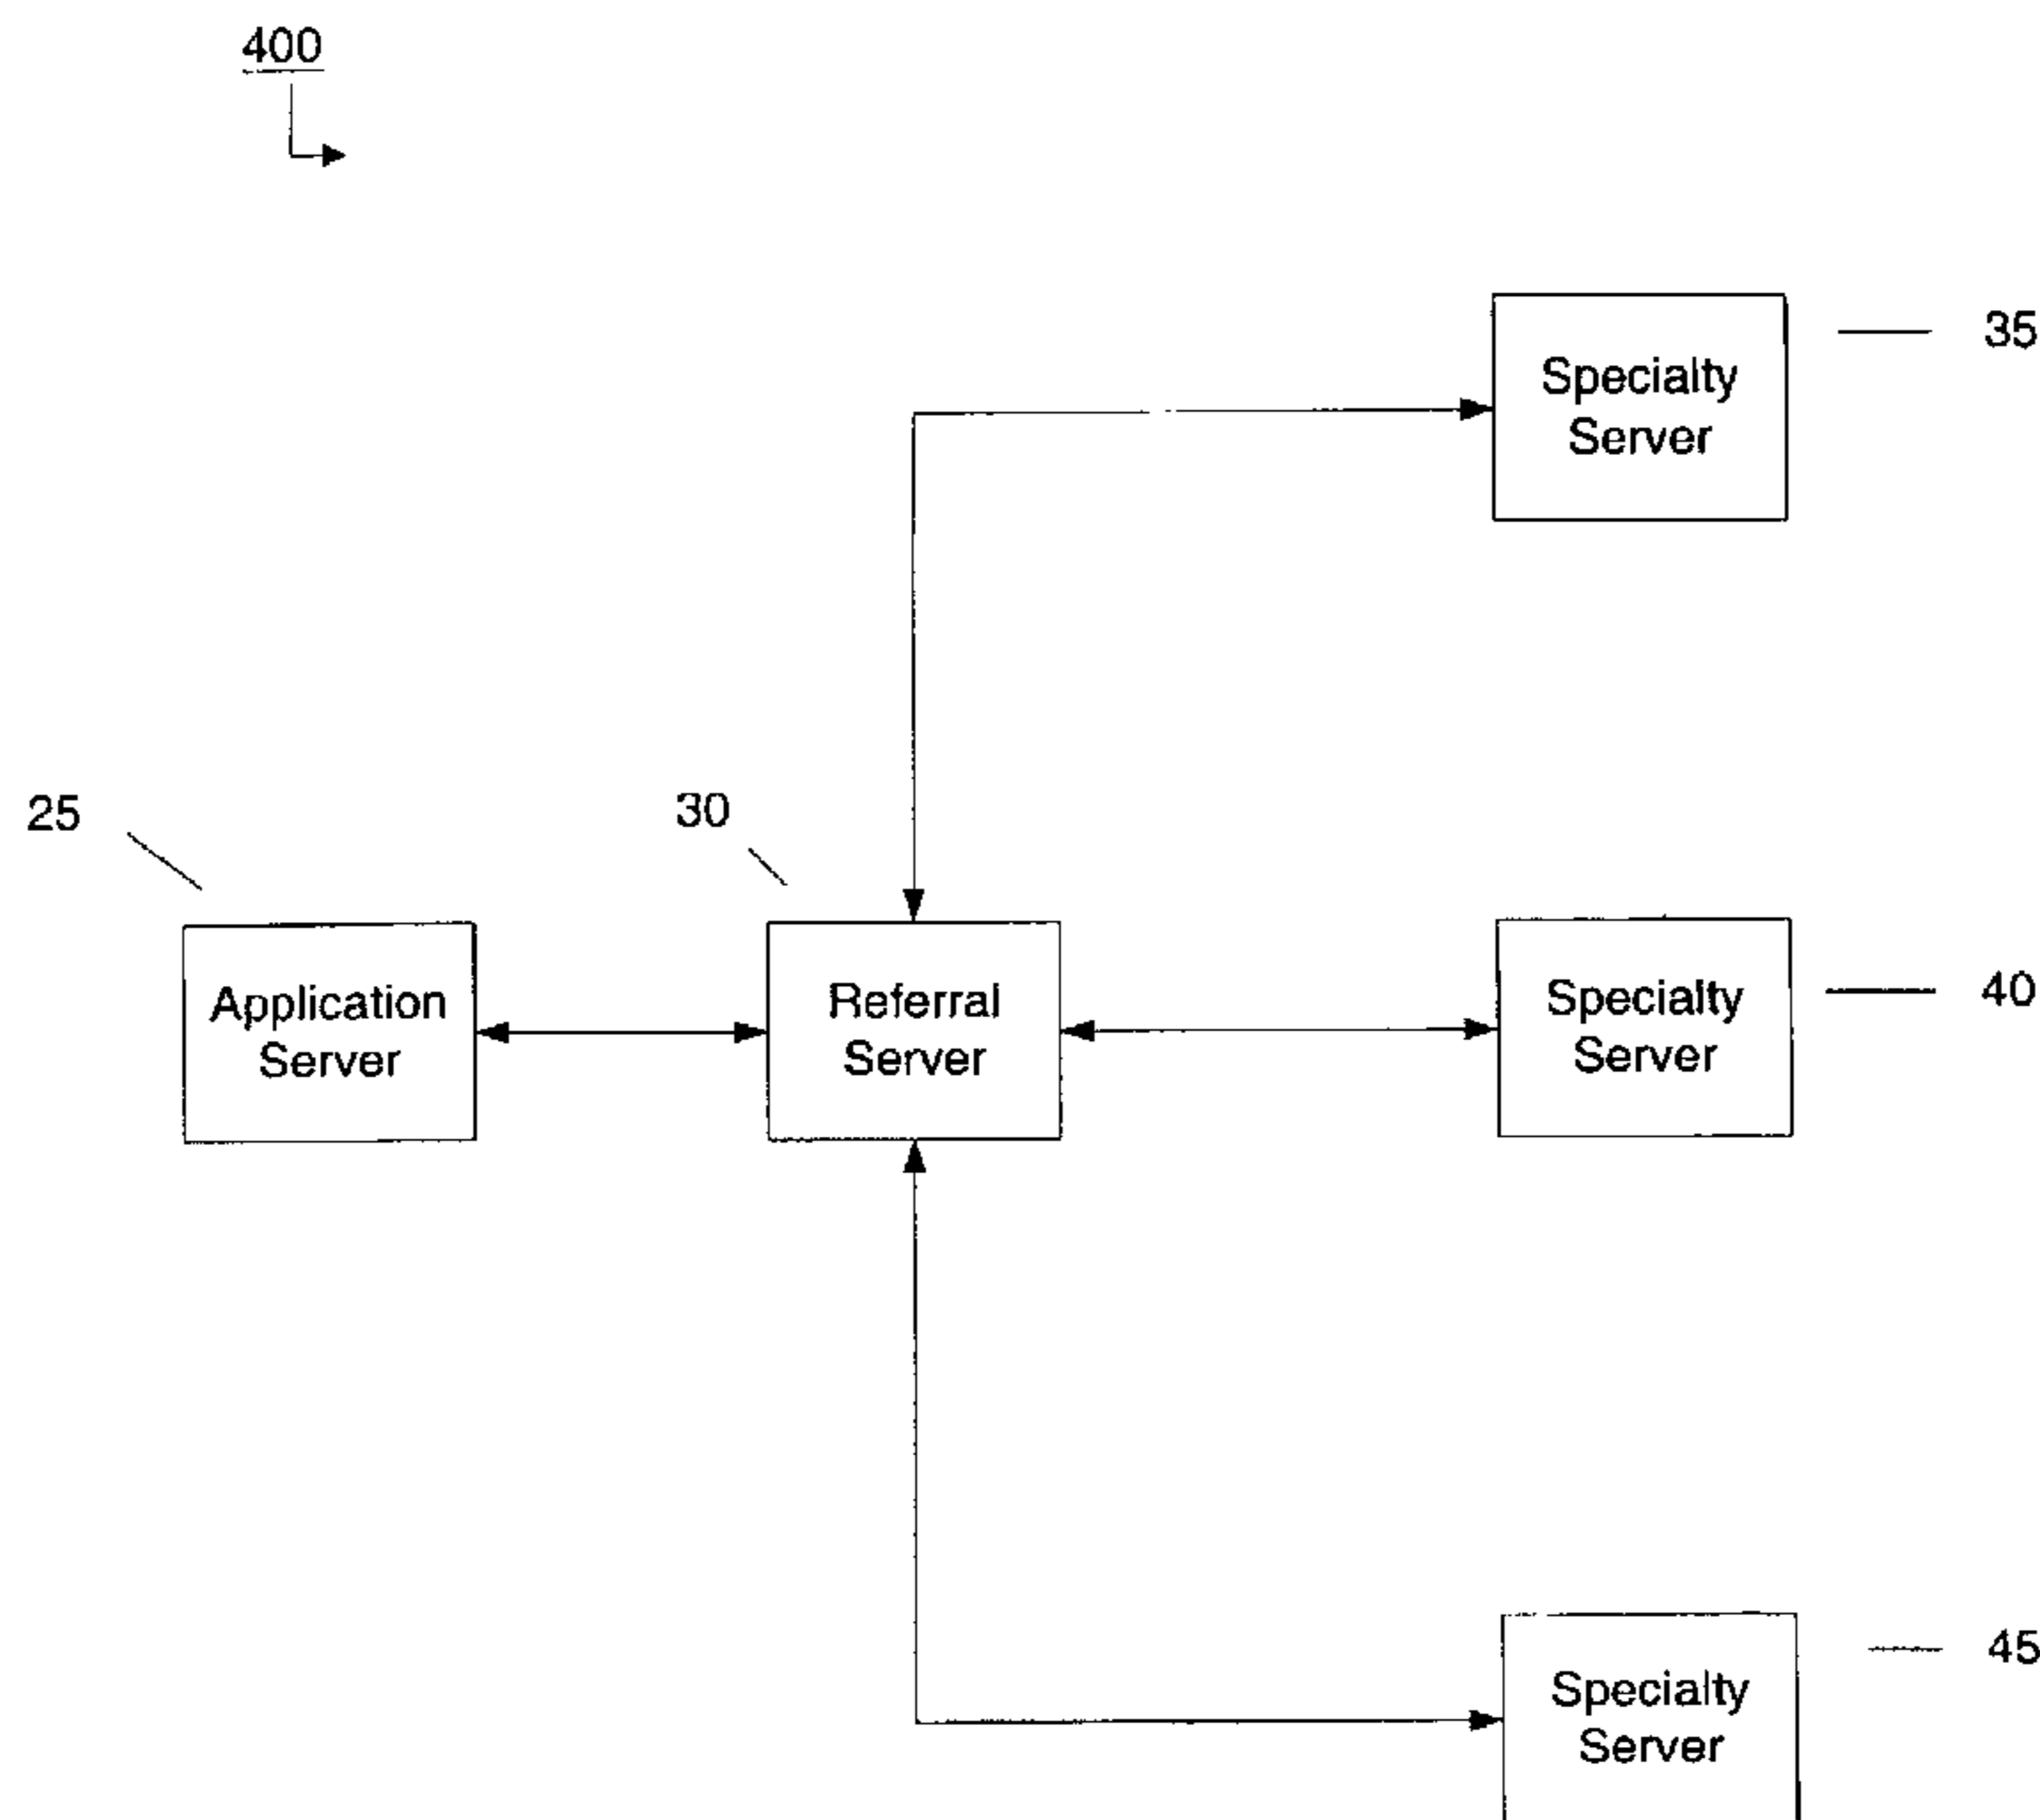 400
Specialty
Server
35
25
30
Application
Server
Referral
Server
Specialty
Server
40
Specialty
Server
45